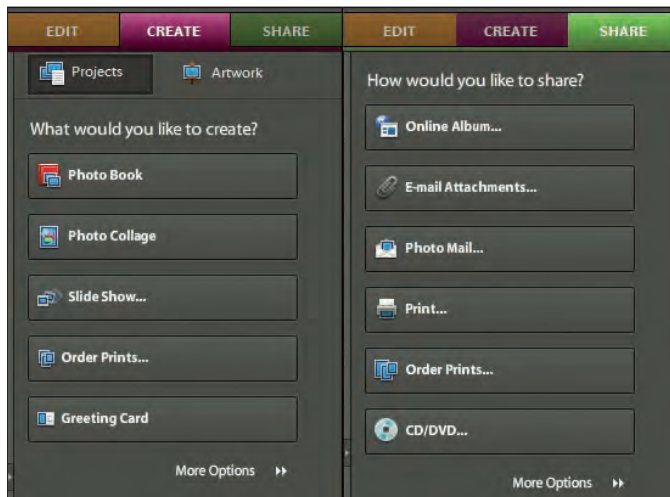 EDIT CREATE SHARE
Projects Artwork
What would you like to create?
Photo Book
Photo Collage
Slide Show...
Order Prints...
Greeting Card
More Options
EDIT CREATE SHARE
How would you like to share?
Online Album...
E-mail Attachments...
Photo Mail...
Print...
Order Prints...
CD/DVD...
More Options